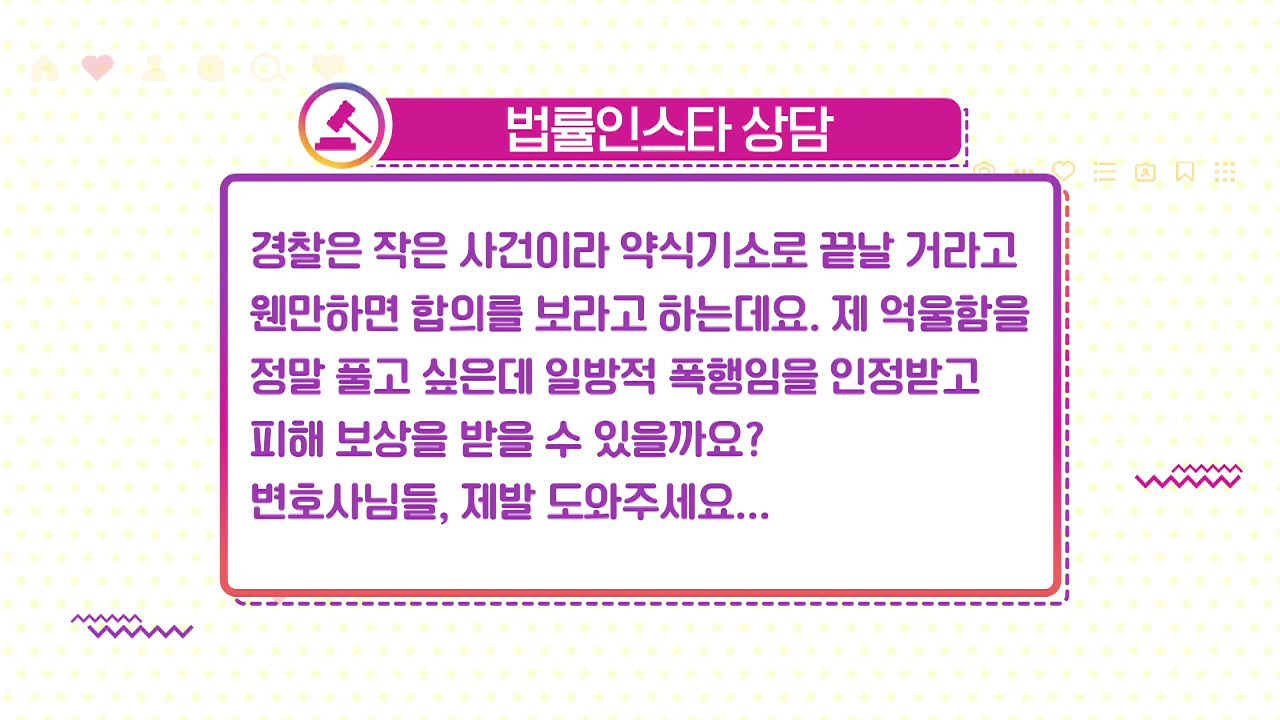 법률인스타 상담
경찰은 작은 사건이라 약식기소로 끝날 거라고
웬만하면 합의를 보라고 하는데요. 제 억울함을
정말 풀고 싶은데 일방적 폭행임을 인정받고
피해 보상을 받을 수 있을까요?
변호사님들, 제발 도와주세요...